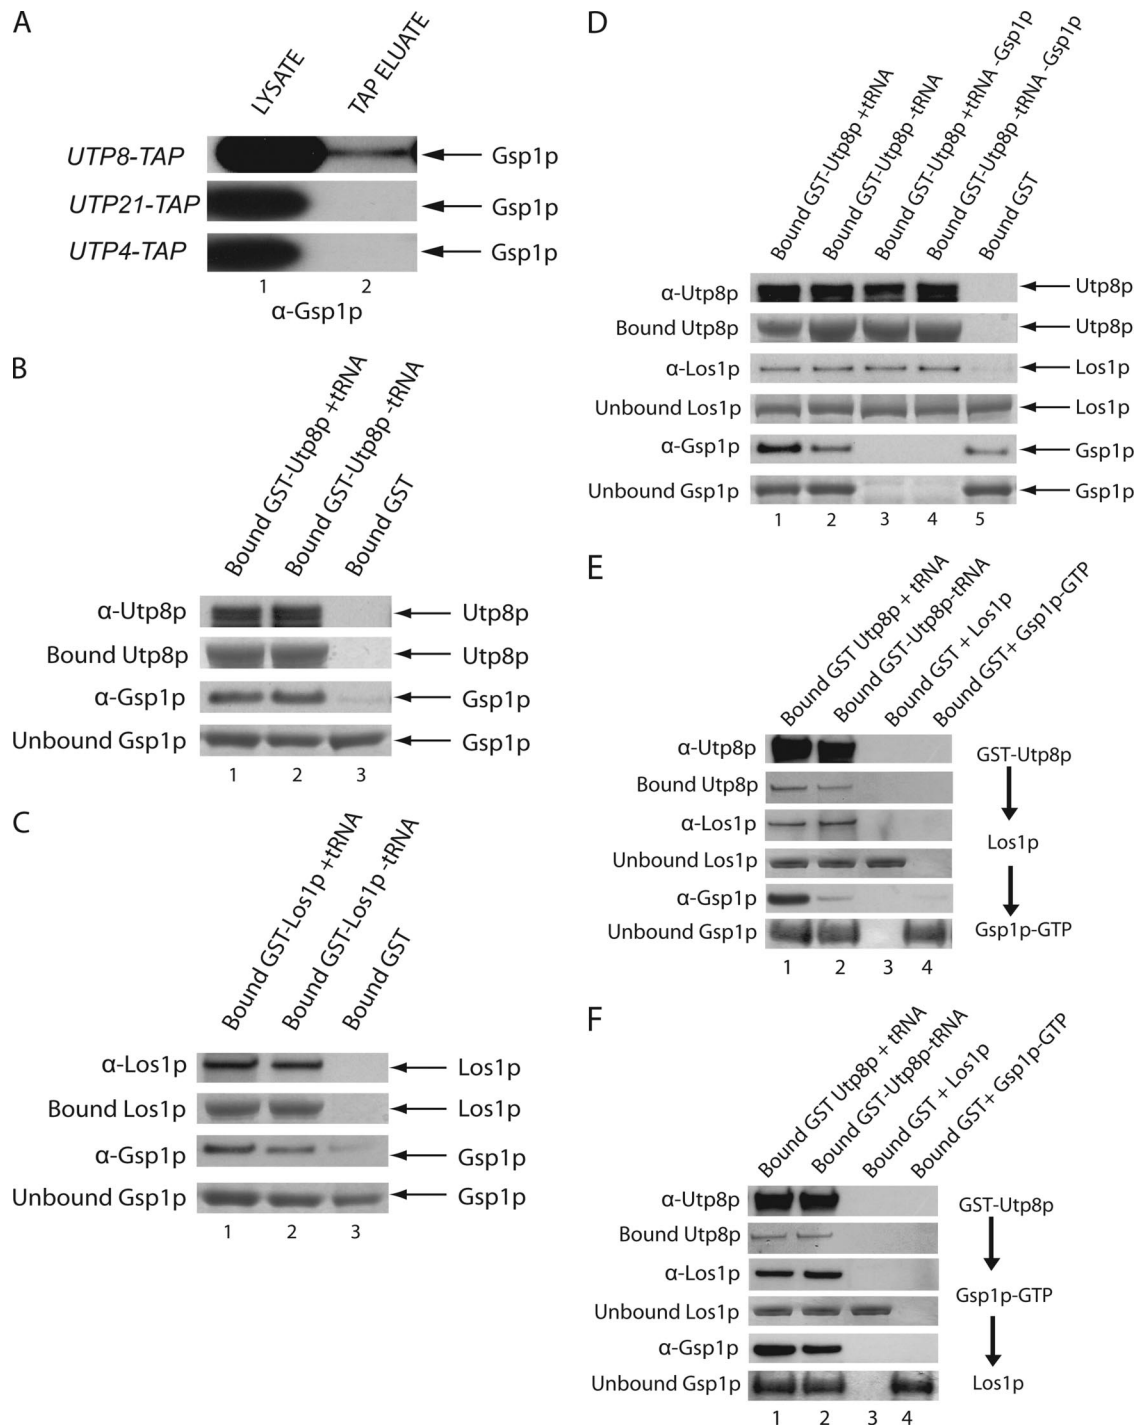 A
LYSATE
TAP ELUATE
UTP8-TAP
Gsp1p
UTP21-TAP
Gsp1p
UTP4-TAP
Gsp1p
1 2
α-Gsp1p
B
Bound GST-Utp8p +tRNA
Bound GST-Utp8p -tRNA
Bound GST
α-Utp8p
Utp8p
Bound Utp8p
Utp8p
α-Gsp1p
Gsp1p
Unbound Gsp1p
Gsp1p
1 2 3
C
Bound GST-Los1p +tRNA
Bound GST-Los1p -tRNA
Bound GST
α-Los1p
Los1p
Bound Los1p
Los1p
α-Gsp1p
Gsp1p
Unbound Gsp1p
Gsp1p
1 2 3
D
Bound GST-Utp8p +tRNA
Bound GST-Utp8p -tRNA
Bound GST-Utp8p +tRNA -Gsp1p
Bound GST-Utp8p -tRNA -Gsp1p
Bound GST
α-Utp8p
Utp8p
Bound Utp8p
Utp8p
α-Los1p
Los1p
Unbound Los1p
Los1p
α-Gsp1p
Gsp1p
Unbound Gsp1p
Gsp1p
1 2 3 4 5
E
Bound GST Utp8p + tRNA
Bound GST-Utp8p-tRNA
Bound GST + Los1p
Bound GST+ Gsp1p-GTP
α-Utp8p
Bound Utp8p
α-Los1p
Unbound Los1p
α-Gsp1p
Unbound Gsp1p
GST-Utp8p
Los1p
Gsp1p-GTP
1 2 3 4
F
Bound GST Utp8p + tRNA
Bound GST-Utp8p-tRNA
Bound GST + Los1p
Bound GST+ Gsp1p-GTP
α-Utp8p
Bound Utp8p
α-Los1p
Unbound Los1p
α-Gsp1p
Unbound Gsp1p
GST-Utp8p
Gsp1p-GTP
Los1p
1 2 3 4